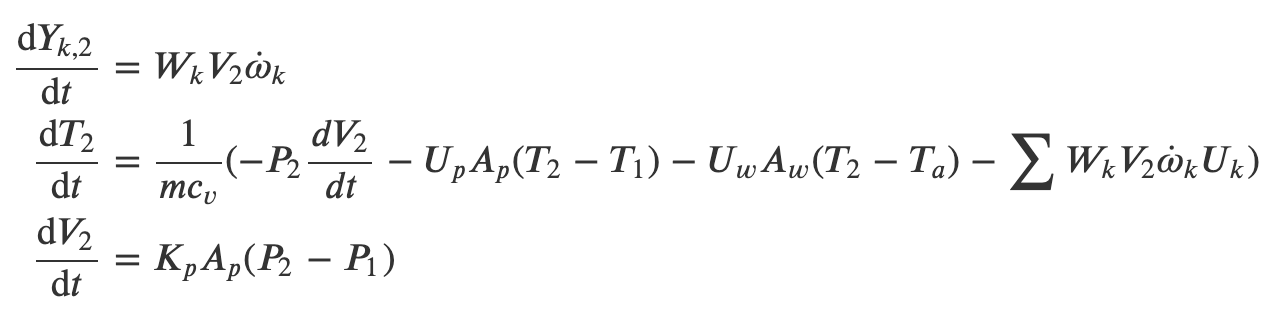 dY_{k,2}/dt = W_k V_2 ω̇_k
dT_2/dt = 1/(mc_v) (−P_2 dV_2/dt − U_p A_p(T_2 − T_1) − U_w A_w(T_2 − T_a) − ∑ W_k V_2 ω̇_k U_k)
dV_2/dt = K_p A_p(P_2 − P_1)